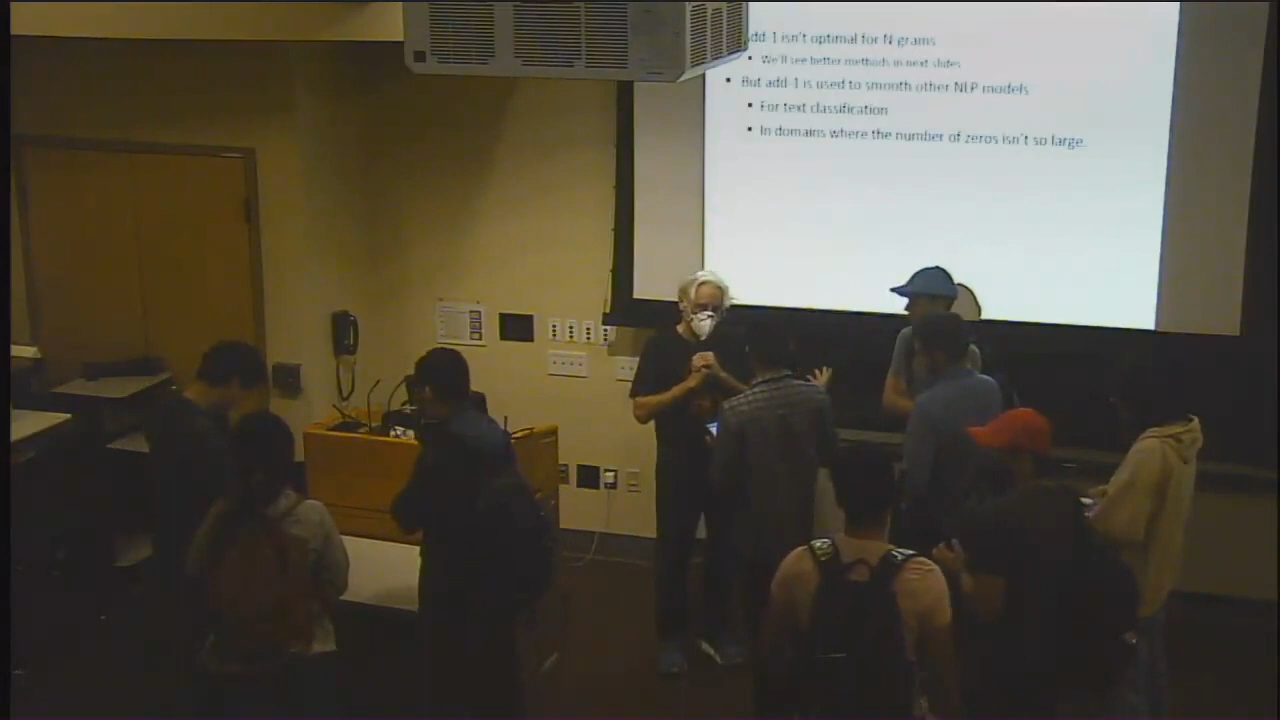 add-1 isn't optimal for N-grams
We'll see better methods in next slides
But add-1 is used to smooth other NLP models
For text classification
In domains where the number of zeros isn't so large.